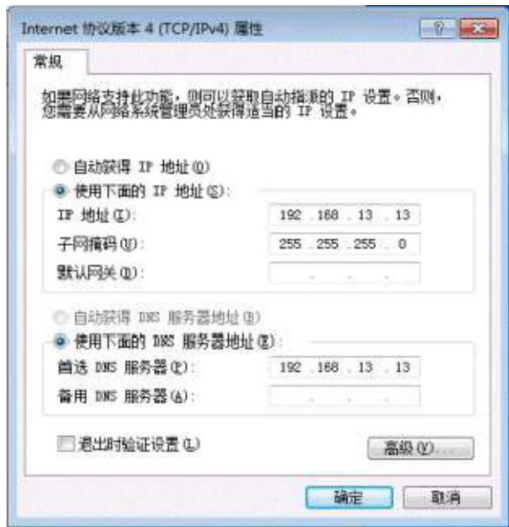 Internet 协议版本 4 (TCP/IPv4) 属性
常规
如果网络支持此功能，则可以获取自动指派的 IP 设置。否则，
您需要从网络系统管理员处获得适当的 IP 设置。
自动获得 IP 地址(O)
使用下面的 IP 地址(S):
IP 地址(I): 192 . 168 . 13 . 13
子网掩码(U): 255 . 255 . 255 . 0
默认网关(D): . . .
自动获得 DNS 服务器地址(B)
使用下面的 DNS 服务器地址(E):
首选 DNS 服务器(P): 192 . 168 . 13 . 13
备用 DNS 服务器(A): . . .
退出时验证设置(L)
高级(V)...
确定 取消